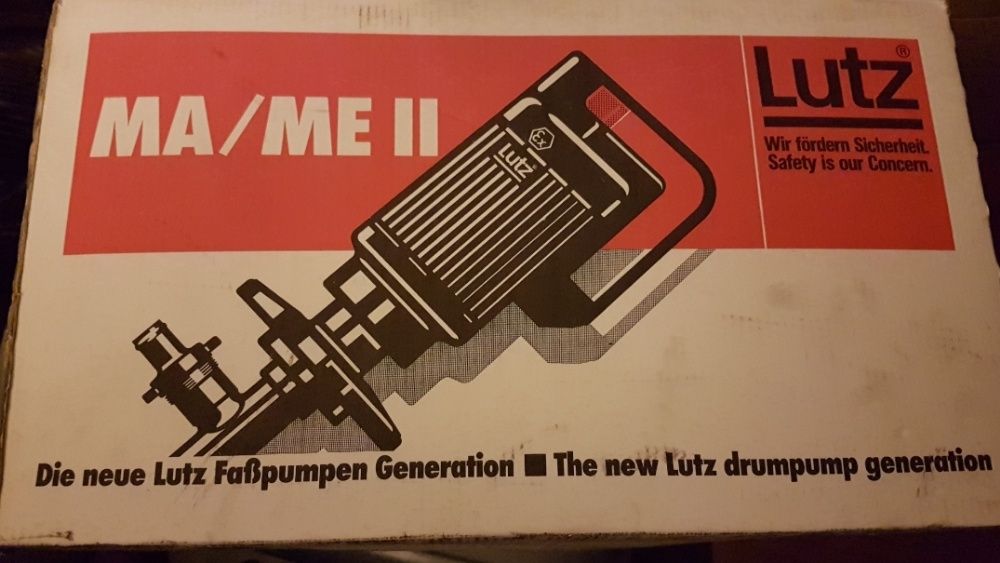 MA/ME II
Lutz®
Wir fördern Sicherheit.
Safety is our Concern.
Ex
Lutz
Die neue Lutz Faßpumpen Generation ■ The new Lutz drumpump generation